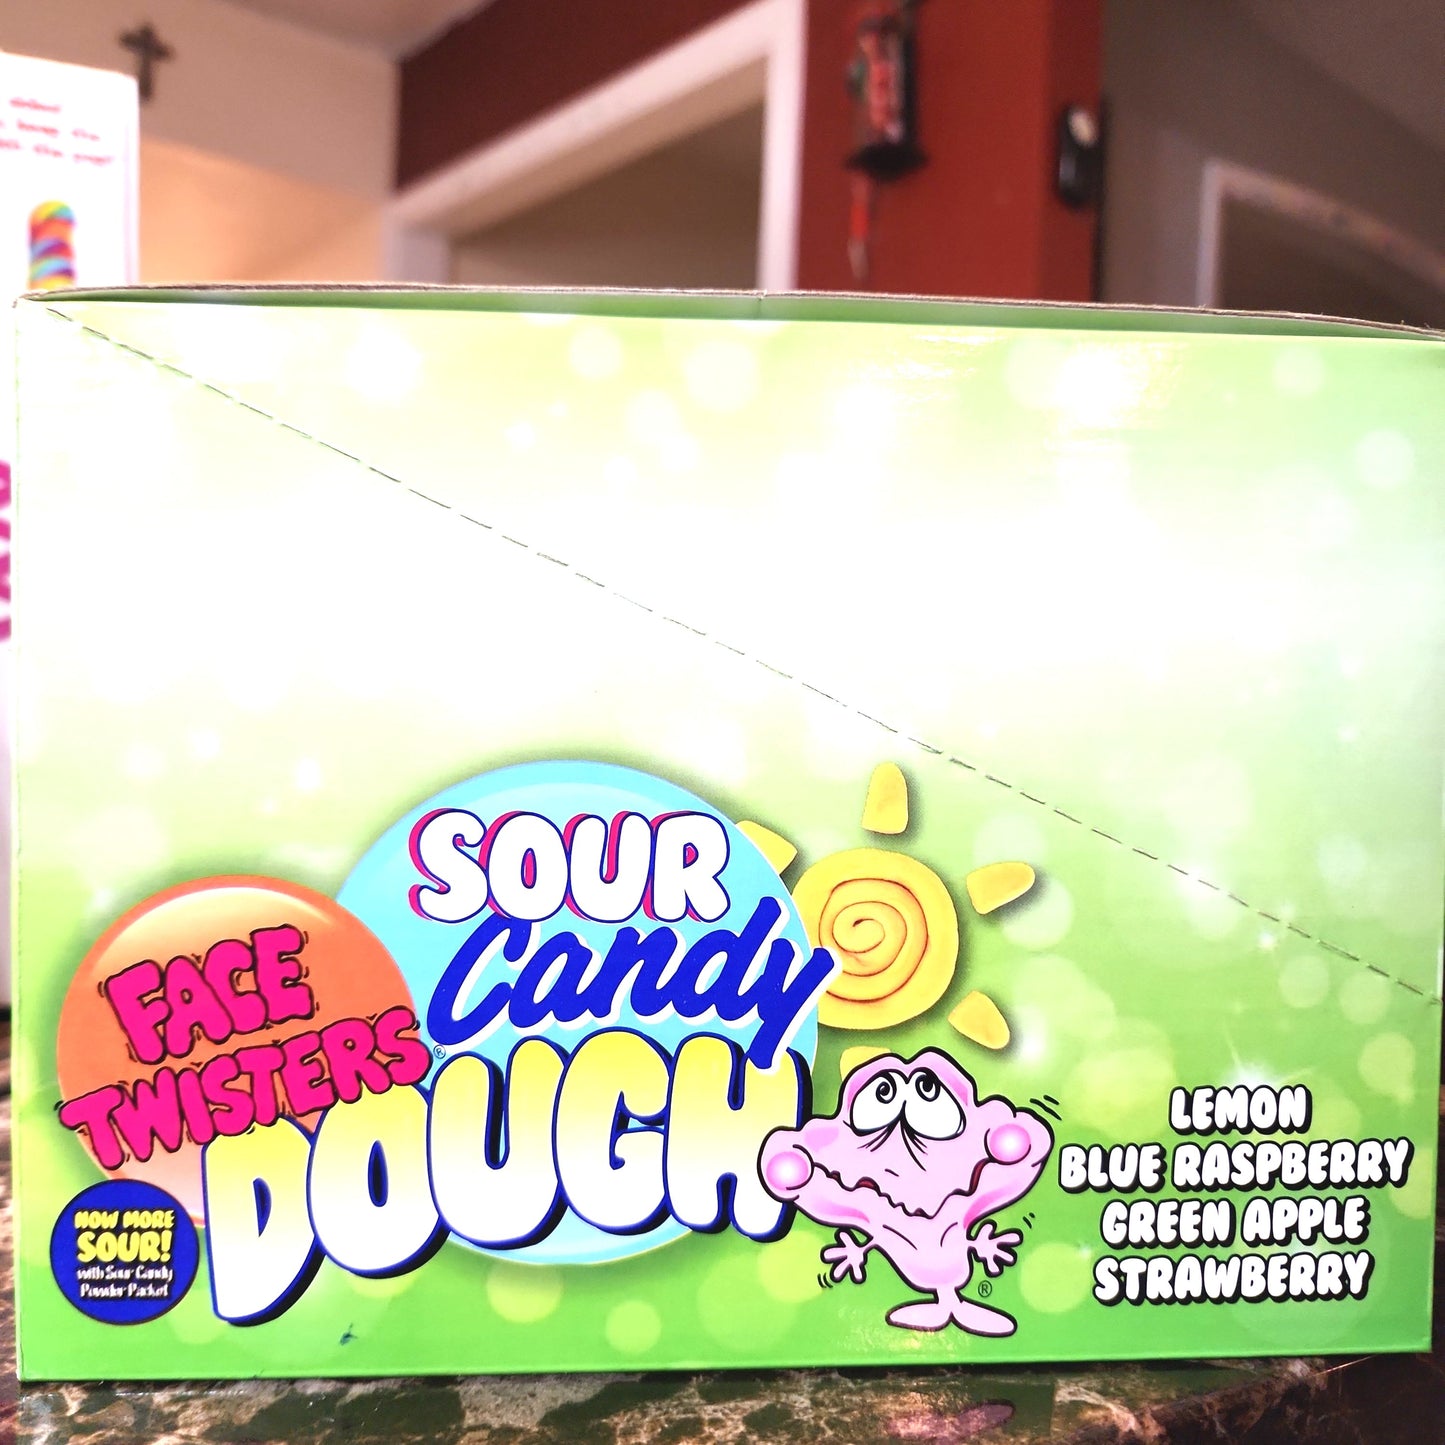 FACE
TWISTERS®
SOUR
Candy
DOUGH
NOW MORE
SOUR!
with Sour Candy
Powder Packet
®
LEMON
BLUE RASPBERRY
GREEN APPLE
STRAWBERRY